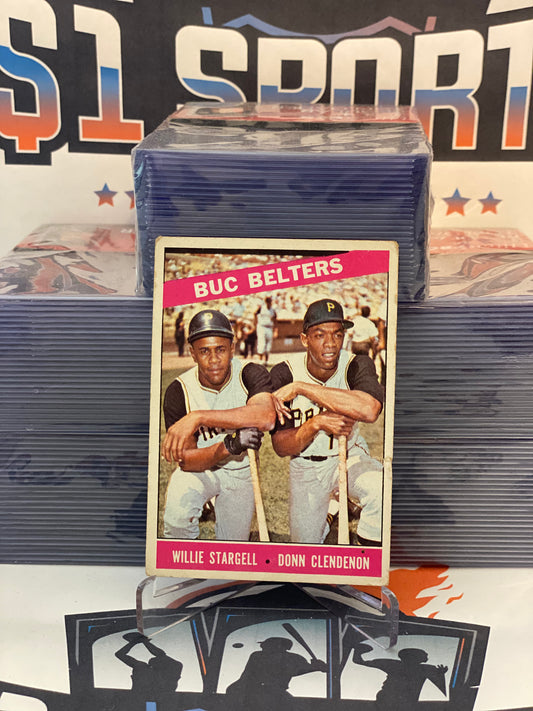 $1 SPORT
BUC BELTERS
P
P
WILLIE STARGELL • DONN CLENDENON